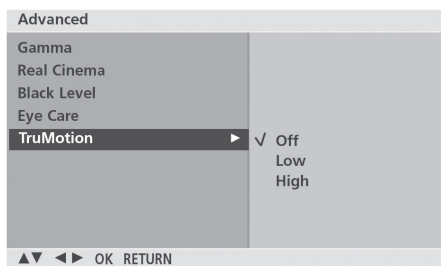 Advanced
Gamma
Real Cinema
Black Level
Eye Care
TruMotion ► √ Off
Low
High
▲▼ ◄► OK RETURN